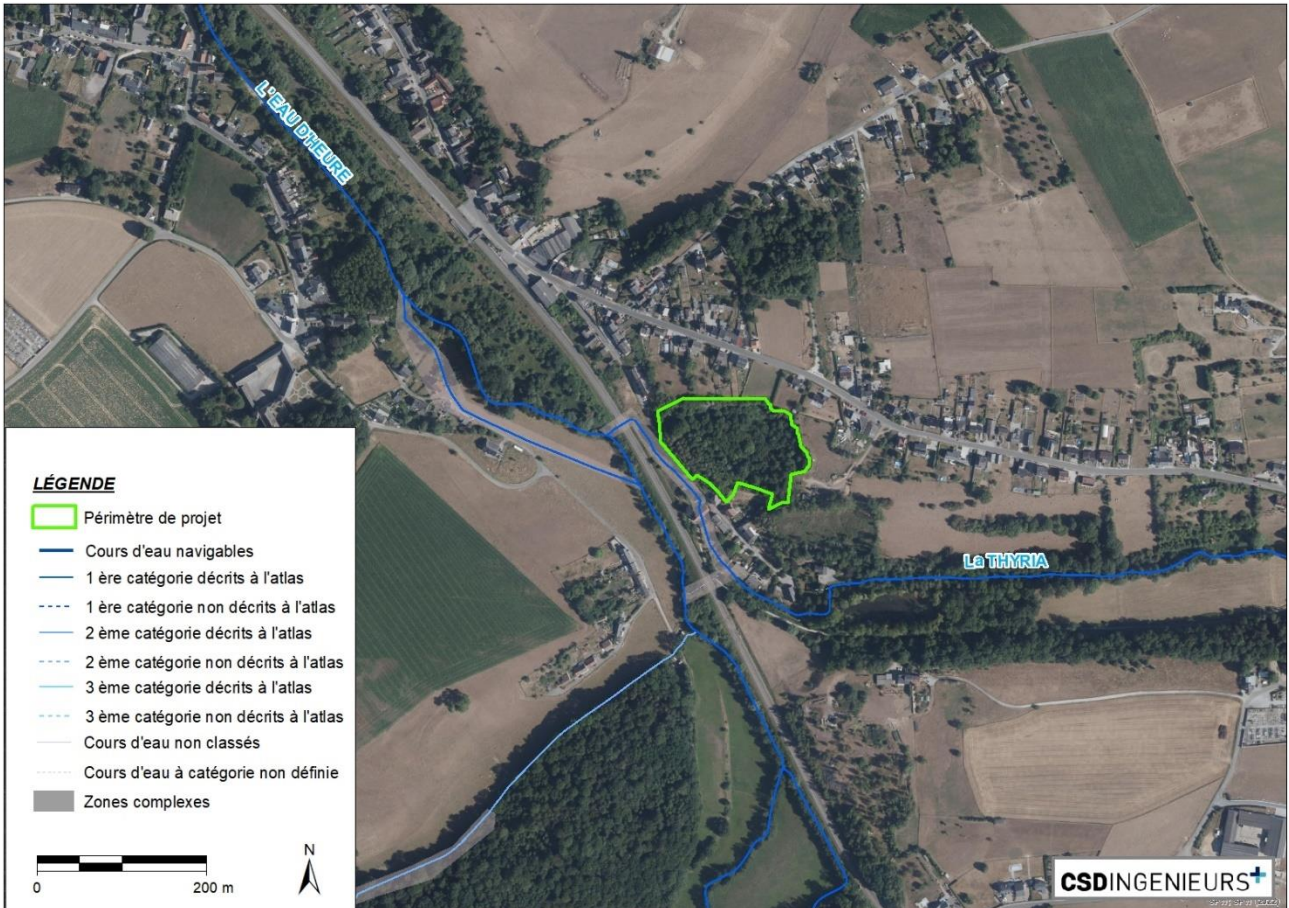 L'EAU D'HEURE
La THYRIA
LÉGENDE
Périmètre de projet
Cours d'eau navigables
1 ère catégorie décrits à l'atlas
1 ère catégorie non décrits à l'atlas
2 ème catégorie décrits à l'atlas
2 ème catégorie non décrits à l'atlas
3 ème catégorie décrits à l'atlas
3 ème catégorie non décrits à l'atlas
Cours d'eau non classés
Cours d'eau à catégorie non définie
Zones complexes
N
0 200 m
CSDINGENIEURS+